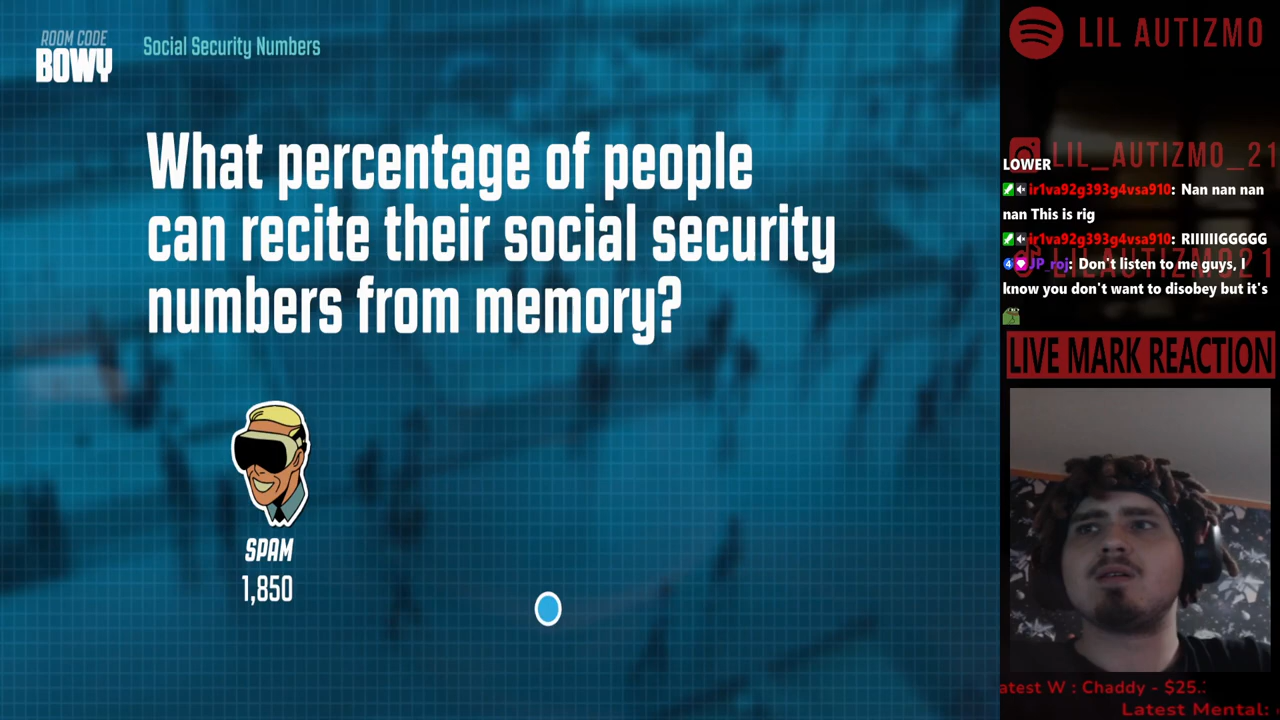 ROOM CODE
BOWY
Social Security Numbers
What percentage of people
can recite their social security
numbers from memory?
SPAM
1,850
LIL AUTIZMO
LIL_AUTIZMO_21
LOWER
ir1va92g393g4vsa910: Nan nan nan
nan This is rig
ir1va92g393g4vsa910: RIIIIIIGGGGG
JP_roj: Don't listen to me guys, I
know you don't want to disobey but it's
LIVE MARK REACTION
atest W : Chaddy - $25.
Latest Mental: